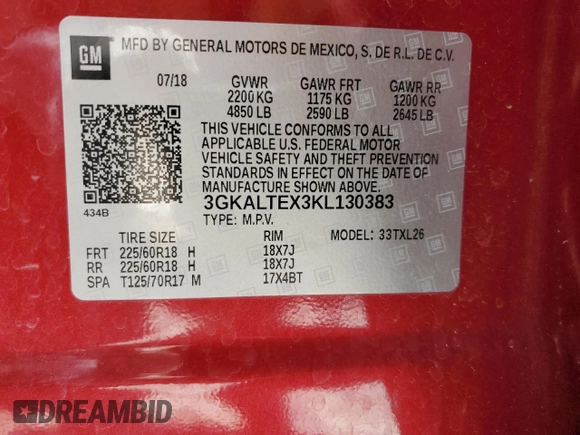 GM
MFD BY GENERAL MOTORS DE MEXICO, S. DE R.L. DE C.V.
07/18 GVWR GAWR FRT GAWR RR
2200 KG 1175 KG 1200 KG
4850 LB 2590 LB 2645 LB
THIS VEHICLE CONFORMS TO ALL
APPLICABLE U.S. FEDERAL MOTOR
VEHICLE SAFETY AND THEFT PREVENTION
STANDARDS IN EFFECT ON THE DATE OF
MANUFACTURE SHOWN ABOVE.
434B
3GKALTEX3KL130383
TYPE: M.P.V.
TIRE SIZE RIM MODEL: 33TXL26
FRT 225/60R18 H 18X7J
RR 225/60R18 H 18X7J
SPA T125/70R17 M 17X4BT
DREAMBID